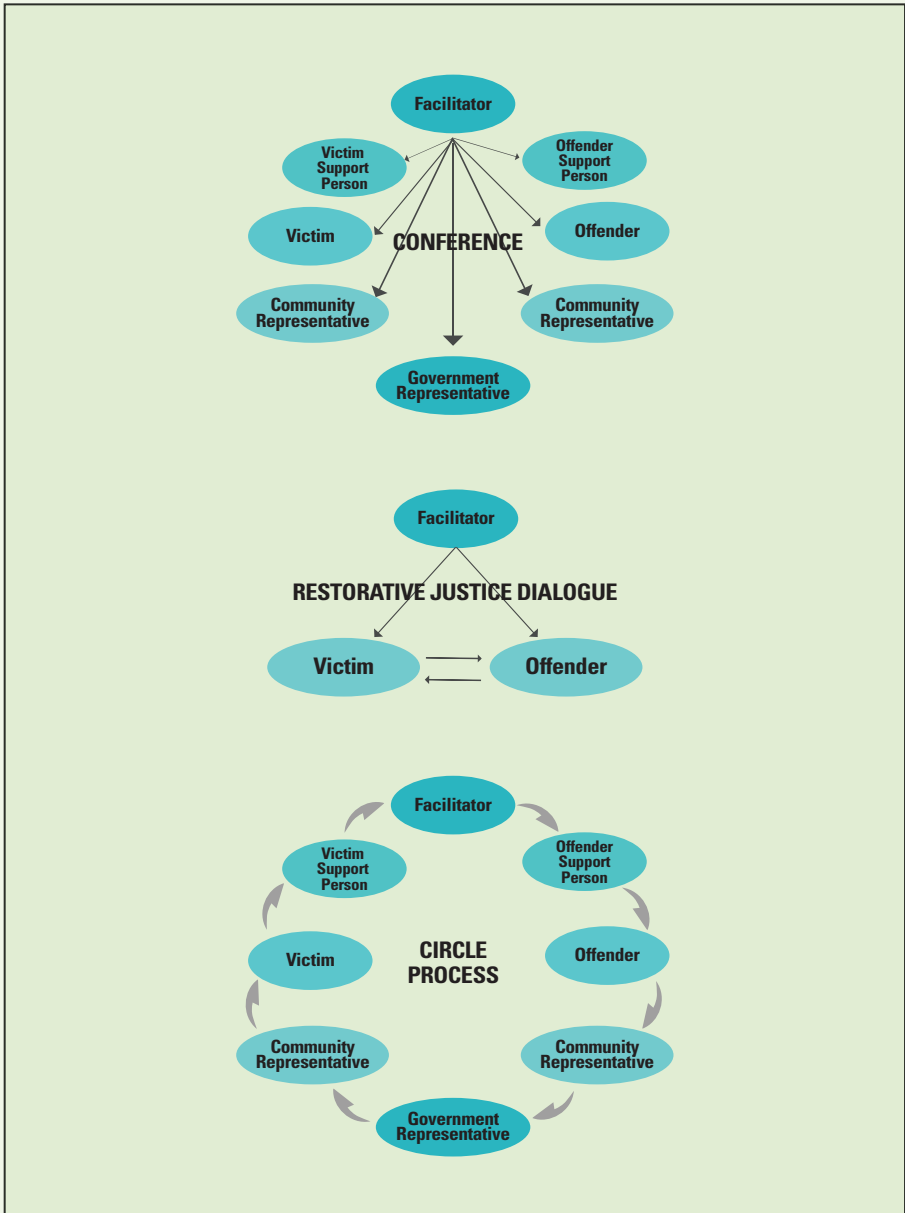 Facilitator
Victim
Support
Person
Offender
Support
Person
Victim
CONFERENCE
Offender
Community
Representative
Community
Representative
Government
Representative
Facilitator
RESTORATIVE JUSTICE DIALOGUE
Victim
Offender
Facilitator
Victim
Support
Person
Offender
Support
Person
Victim
CIRCLE
PROCESS
Offender
Community
Representative
Community
Representative
Government
Representative